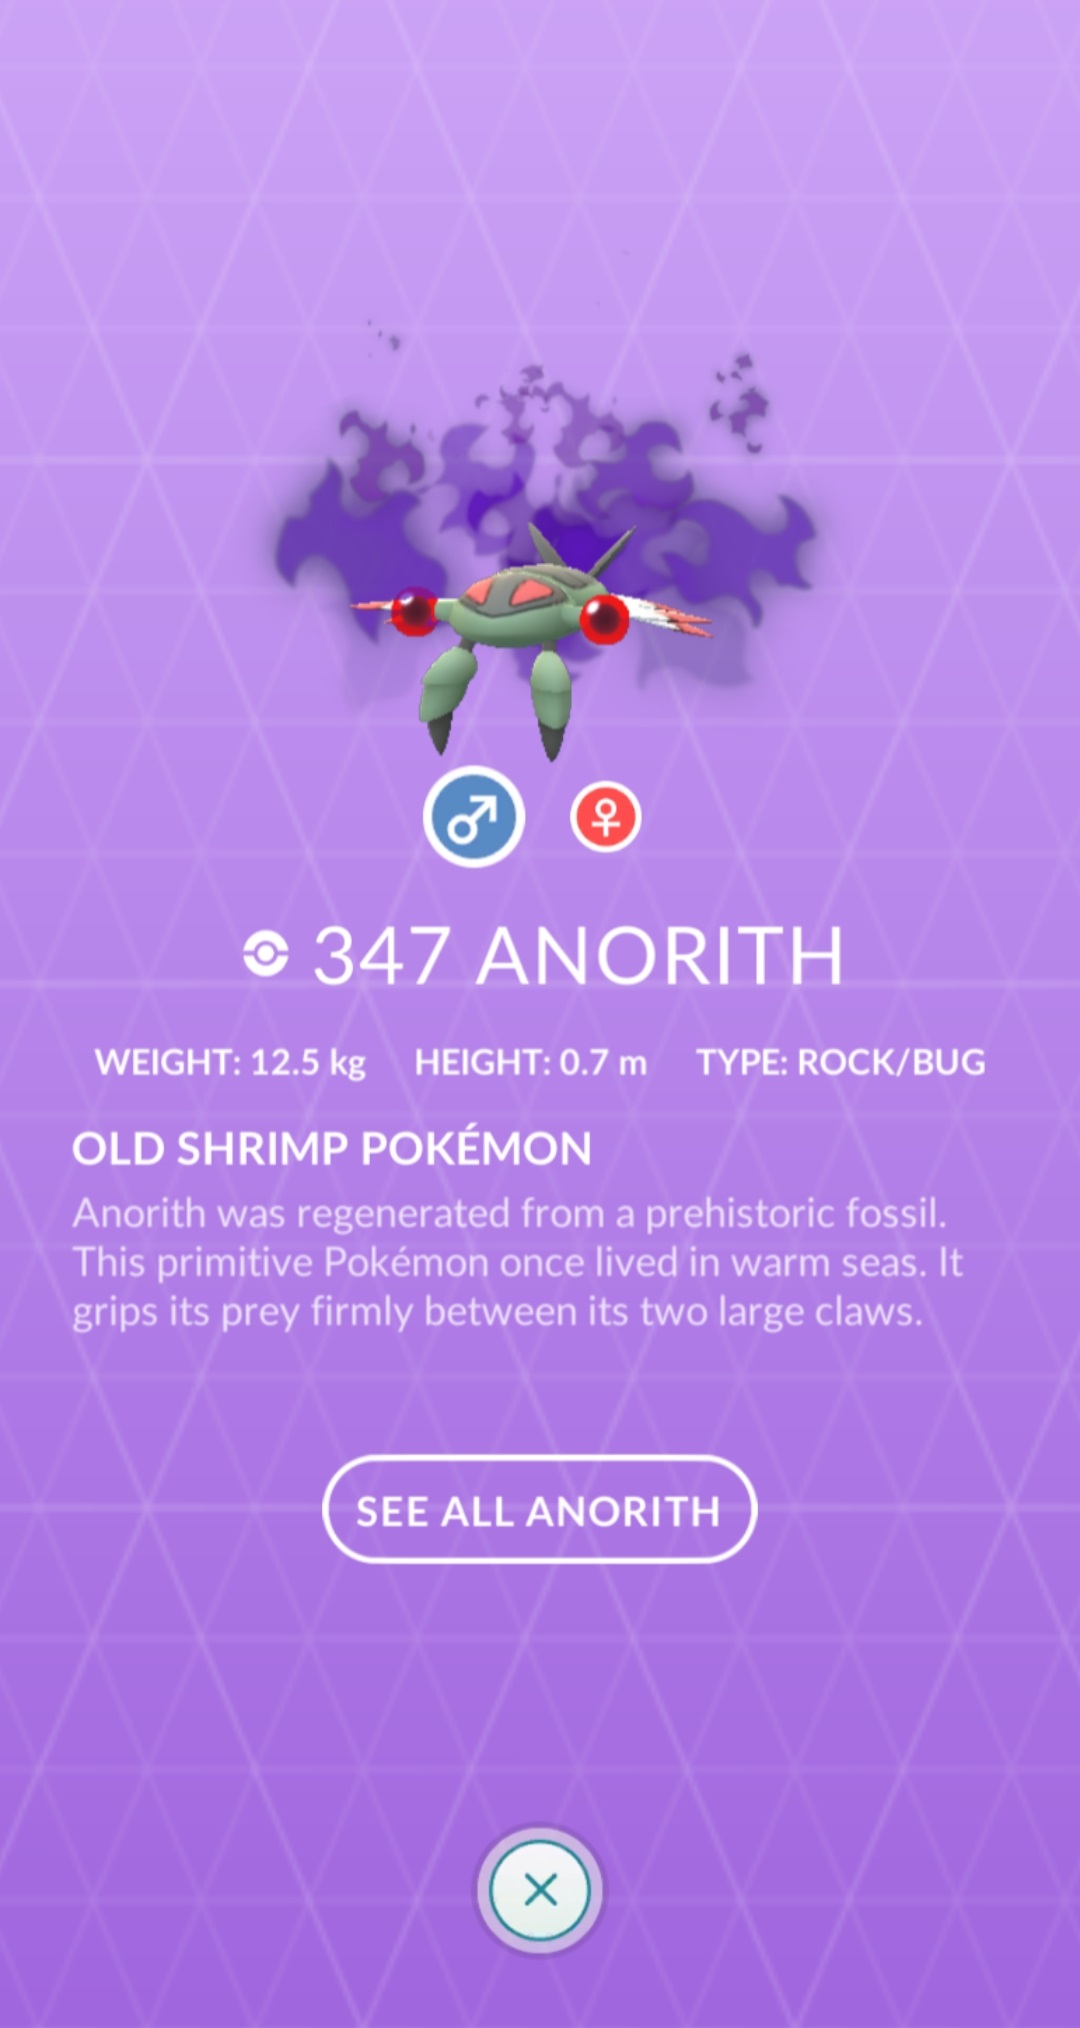 347 ANORITH
WEIGHT: 12.5 kg HEIGHT: 0.7 m TYPE: ROCK/BUG
OLD SHRIMP POKÉMON
Anorith was regenerated from a prehistoric fossil.
This primitive Pokémon once lived in warm seas. It
grips its prey firmly between its two large claws.
SEE ALL ANORITH